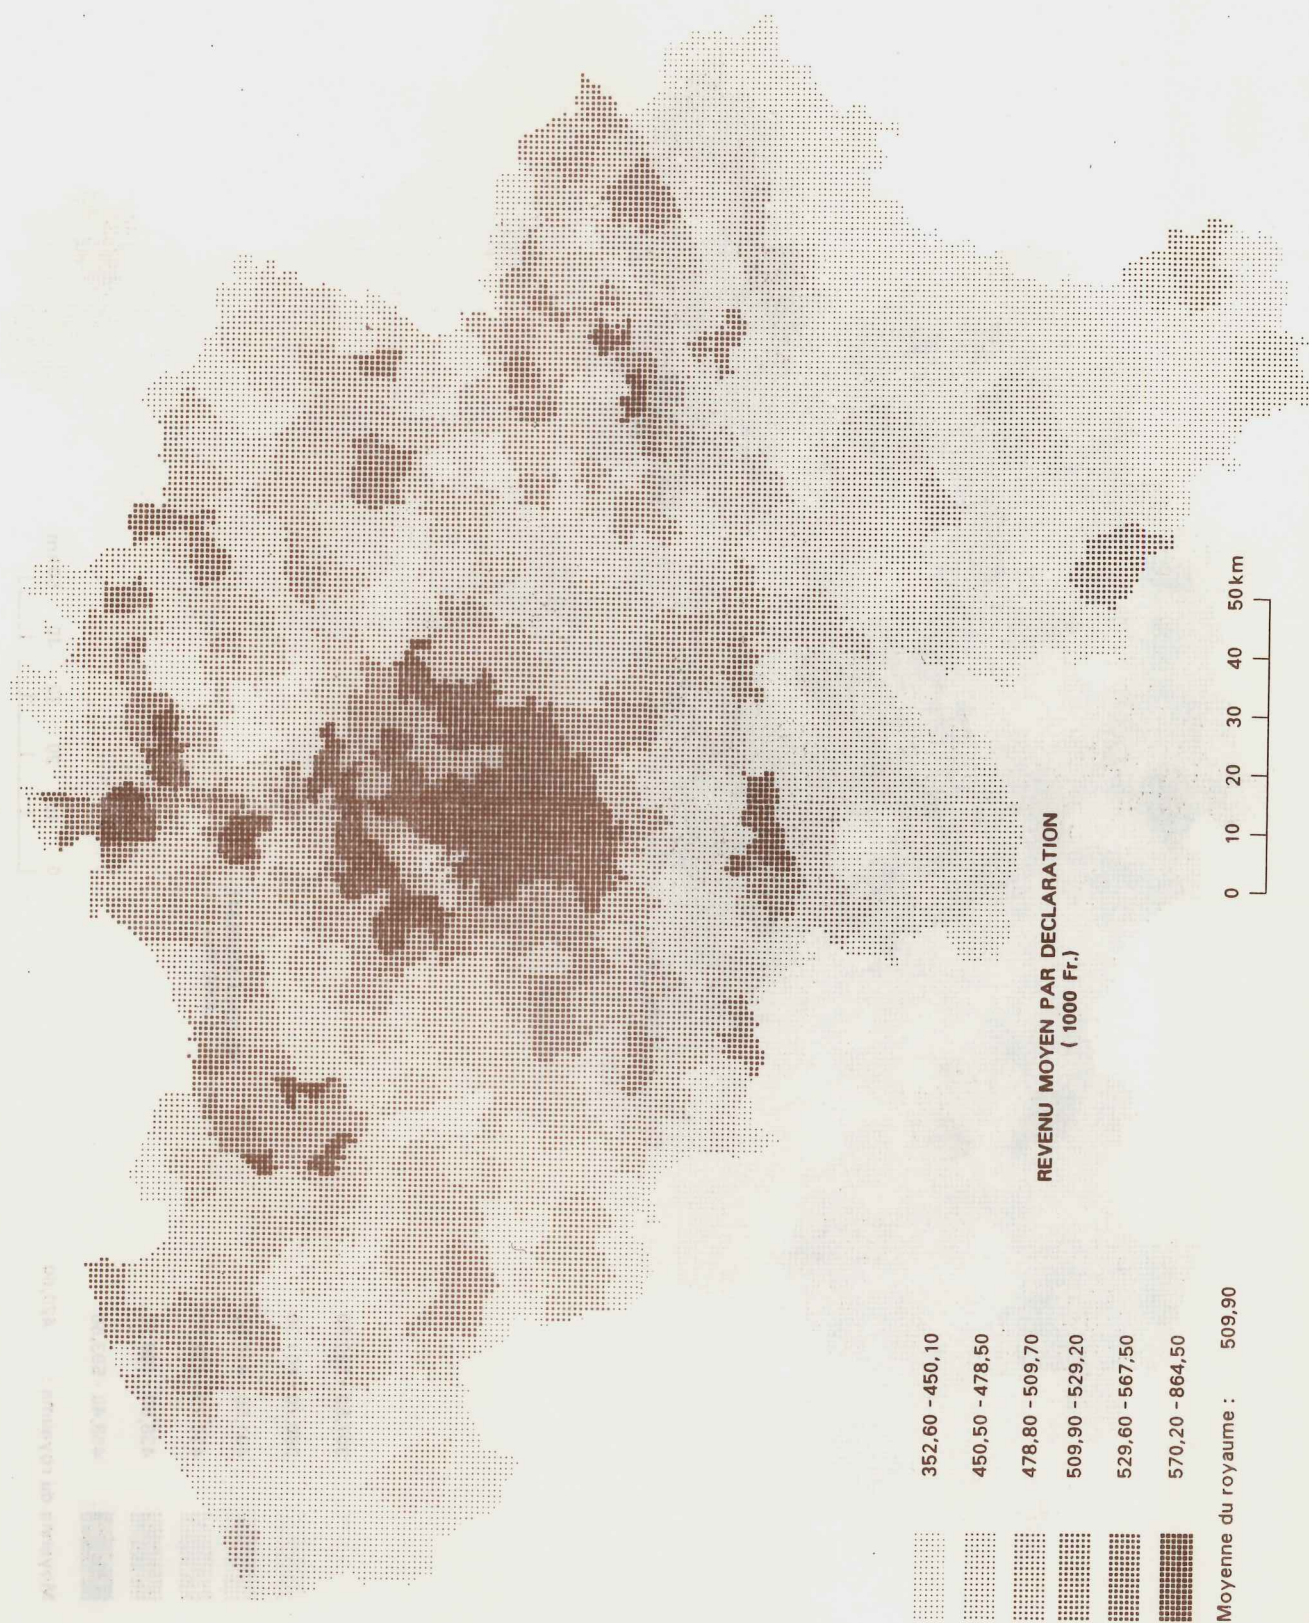 REVENU MOYEN PAR DECLARATION
( 1000 Fr.)
0 10 20 30 40 50 km
352,60 - 450,10
450,50 - 478,50
478,80 - 509,70
509,90 - 529,20
529,60 - 567,50
570,20 - 864,50
Moyenne du royaume : 509,90